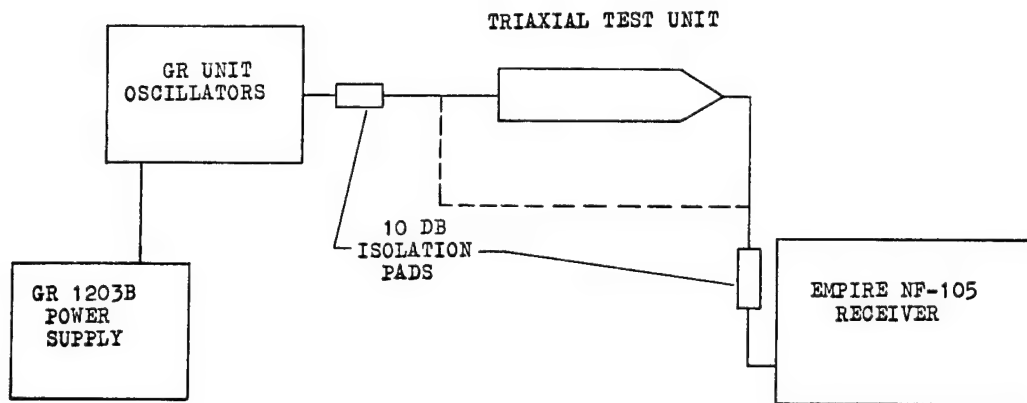 TRIAXIAL TEST UNIT
GR UNIT
OSCILLATORS
10 DB
ISOLATION
PADS
GR 1203B
POWER
SUPPLY
EMPIRE NF-105
RECEIVER